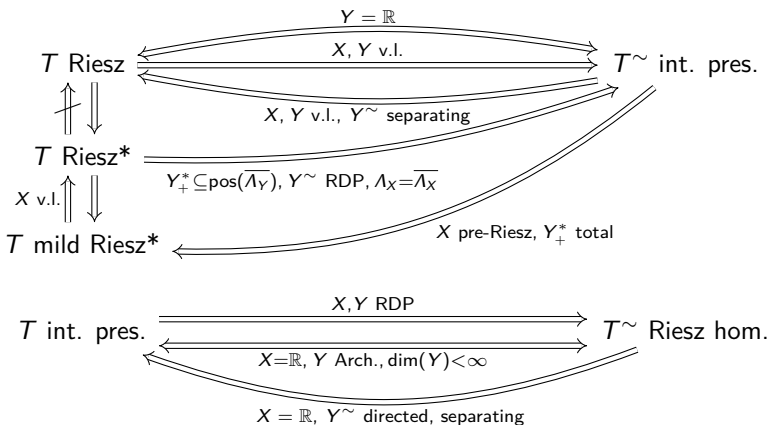 Y = ℝ
X, Y v.l.
T Riesz
T~ int. pres.
X, Y v.l., Y~ separating
T Riesz*
Y₊*⊆pos(Λ̅_Y), Y~ RDP, Λ_X=Λ̅_X
X v.l.
X pre-Riesz, Y₊* total
T mild Riesz*
X,Y RDP
T int. pres.
T~ Riesz hom.
X=ℝ, Y Arch., dim(Y)<∞
X = ℝ, Y~ directed, separating